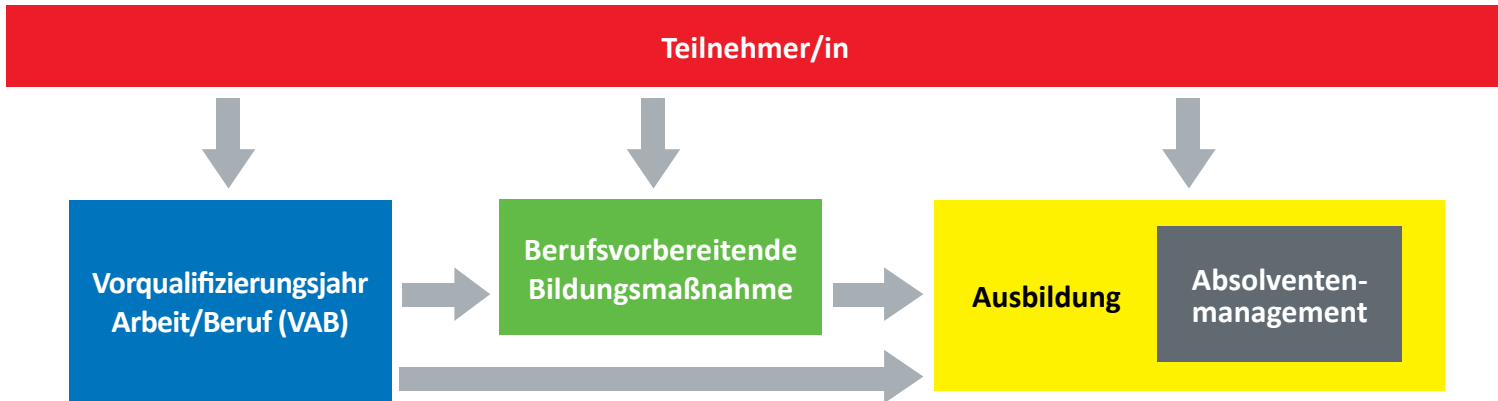 Teilnehmer/in
Vorqualifizierungsjahr
Arbeit/Beruf (VAB)
Berufsvorbereitende
Bildungsmaßnahme
Ausbildung
Absolventen-
management